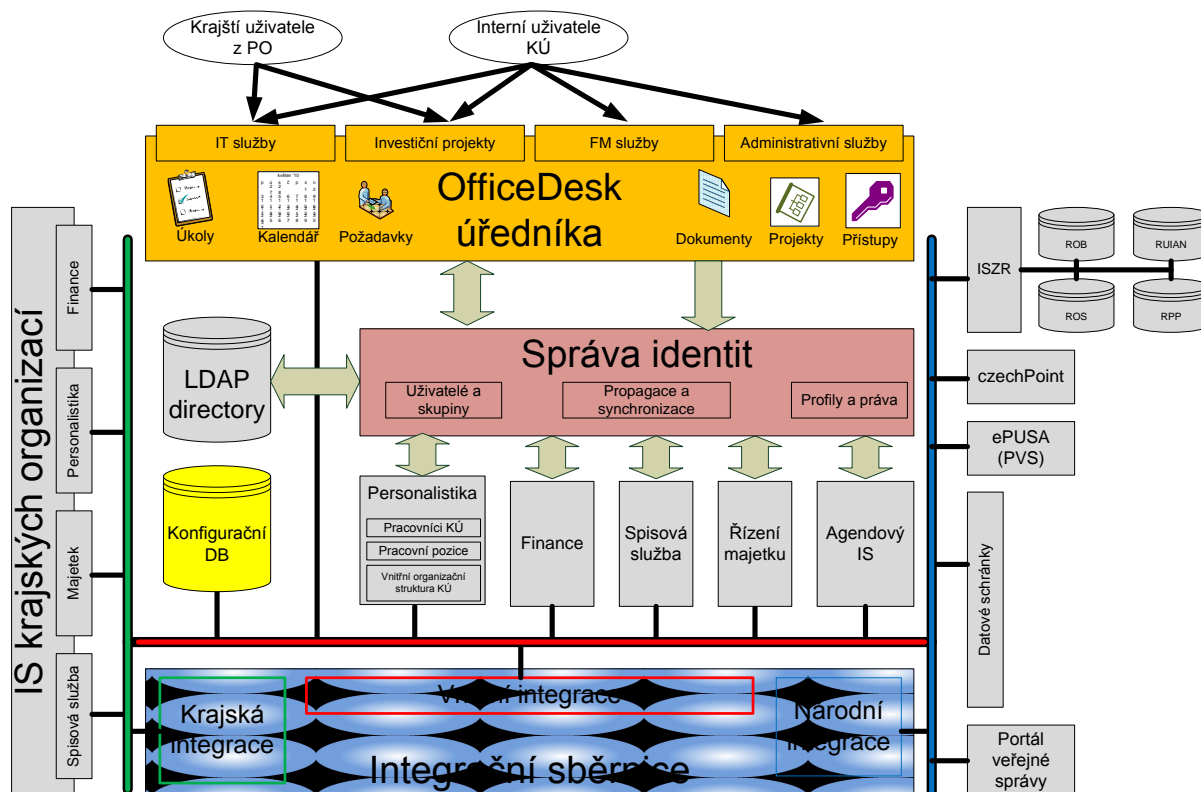 Krajští uživatele
z PO
Interní uživatele
KÚ
IT služby
Investiční projekty
FM služby
Administrativní služby
OfficeDesk
úředníka
květen '10
Úkoly
Kalendář
Požadavky
Dokumenty
Projekty
Přístupy
IS krajských organizací
Finance
Personalistika
Majetek
Spisová služba
LDAP
directory
Konfigurační
DB
Správa identit
Uživatelé a
skupiny
Propagace a
synchronizace
Profily a práva
Personalistika
Pracovníci KÚ
Pracovní pozice
Vnitřní organizační
struktura KÚ
Finance
Spisová
služba
Řízení
majetku
Agendový
IS
ISZR
ROB
RUIAN
ROS
RPP
czechPoint
ePUSA
(PVS)
Datové schránky
Portál
veřejné
správy
Krajská
integrace
Vnitřní integrace
Národní
integrace
Integrační sběrnice